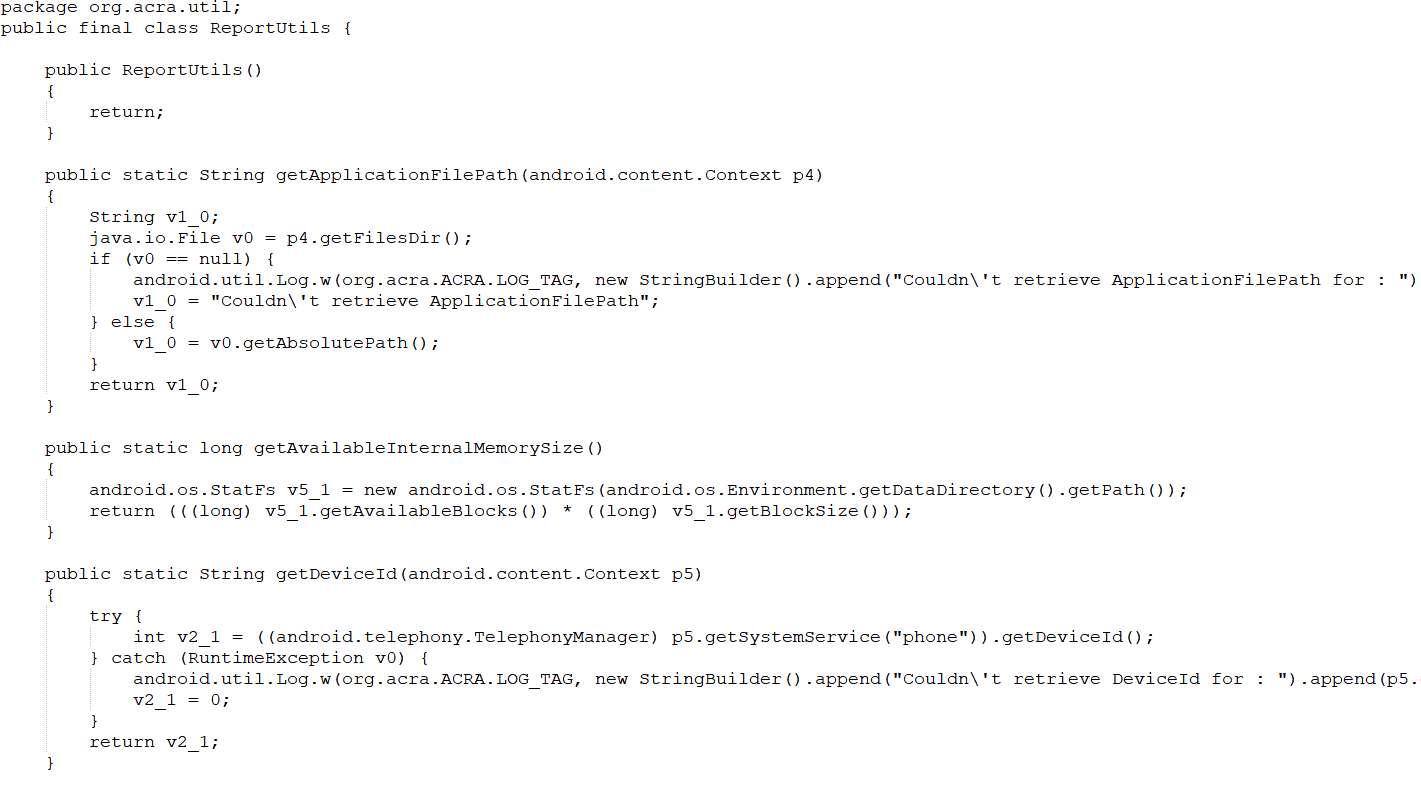 package org.acra.util;
public final class ReportUtils {
    public ReportUtils()
    {
        return;
    }
    public static String getApplicationFilePath(android.content.Context p4)
    {
        String v1_0;
        java.io.File v0 = p4.getFilesDir();
        if (v0 == null) {
            android.util.Log.w(org.acra.ACRA.LOG_TAG, new StringBuilder().append("Couldn\'t retrieve ApplicationFilePath for : ")
            v1_0 = "Couldn\'t retrieve ApplicationFilePath";
        } else {
            v1_0 = v0.getAbsolutePath();
        }
        return v1_0;
    }
    public static long getAvailableInternalMemorySize()
    {
        android.os.StatFs v5_1 = new android.os.StatFs(android.os.Environment.getDataDirectory().getPath());
        return (((long) v5_1.getAvailableBlocks()) * ((long) v5_1.getBlockSize()));
    }
    public static String getDeviceId(android.content.Context p5)
    {
        try {
            int v2_1 = ((android.telephony.TelephonyManager) p5.getSystemService("phone")).getDeviceId();
        } catch (RuntimeException v0) {
            android.util.Log.w(org.acra.ACRA.LOG_TAG, new StringBuilder().append("Couldn\'t retrieve DeviceId for : ").append(p5.
            v2_1 = 0;
        }
        return v2_1;
    }